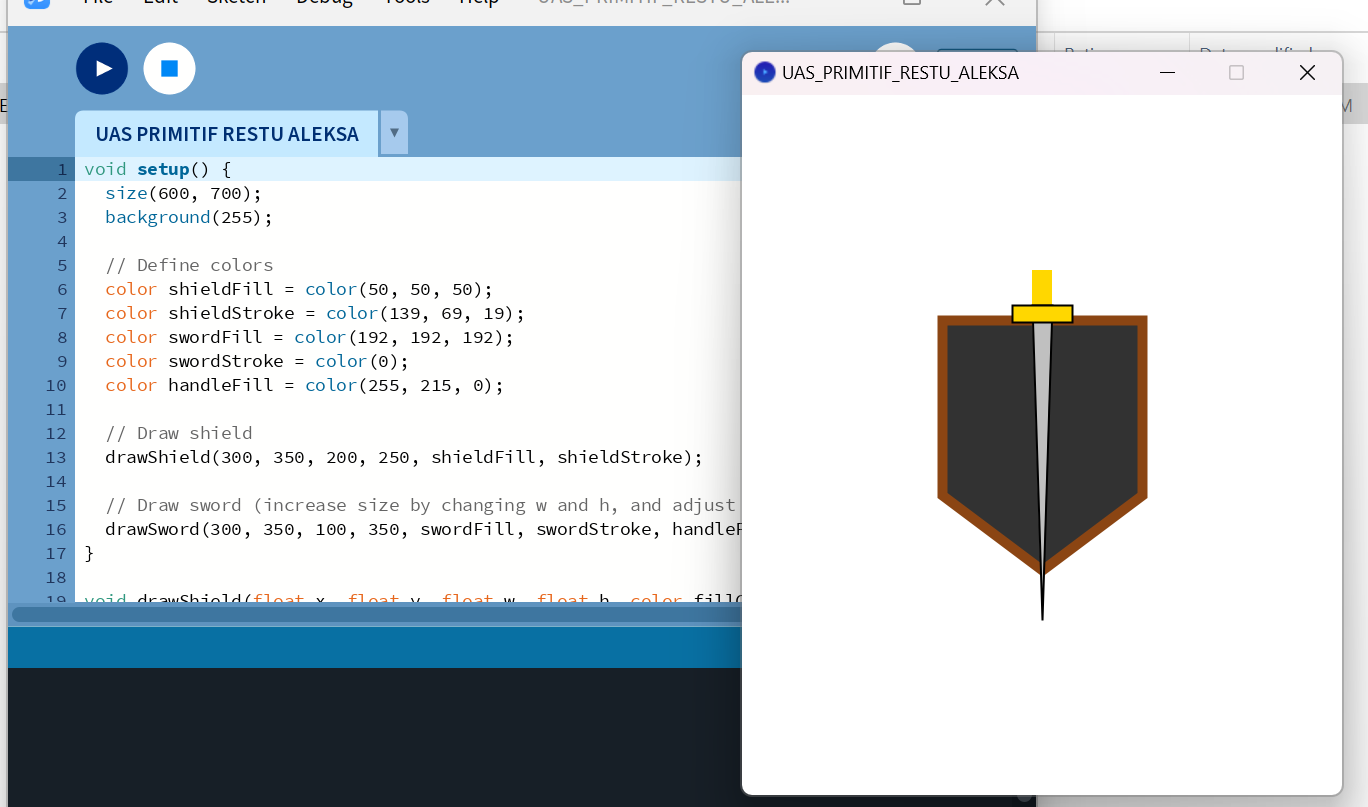 File Edit Sketch Debug Tools Help UAS_PRIMITIF_RESTU_ALE...
UAS_PRIMITIF_RESTU_ALEKSA
UAS PRIMITIF RESTU ALEKSA
1 void setup() {
2 size(600, 700);
3 background(255);
4
5 // Define colors
6 color shieldFill = color(50, 50, 50);
7 color shieldStroke = color(139, 69, 19);
8 color swordFill = color(192, 192, 192);
9 color swordStroke = color(0);
10 color handleFill = color(255, 215, 0);
11
12 // Draw shield
13 drawShield(300, 350, 200, 250, shieldFill, shieldStroke);
14
15 // Draw sword (increase size by changing w and h, and adjust
16 drawSword(300, 350, 100, 350, swordFill, swordStroke, handleF
17 }
18
19 void drawShield(float x, float y, float w, float h, color fillC